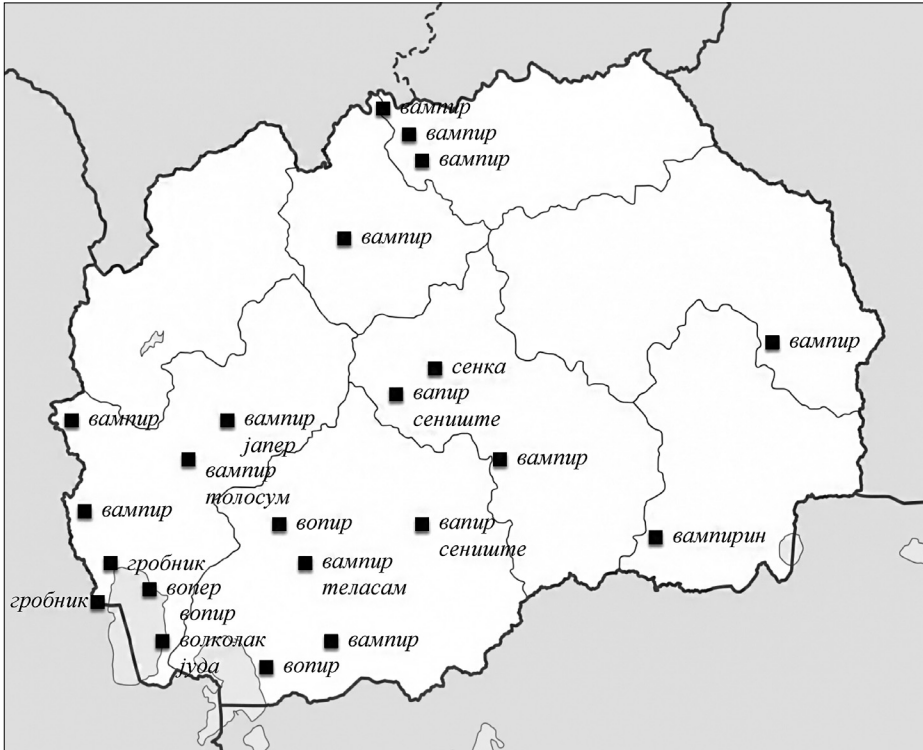 вампир
вампир
вампир
вампир
вампир
сенка
вапир
сениште
вампир
вампир
јапер
вампир
толосум
вампир
вампир
вопир
вапир
сениште
вампирин
гробник
вампир
теласам
вопер
вопир
гробник
волколак
јуда
вампир
вопир